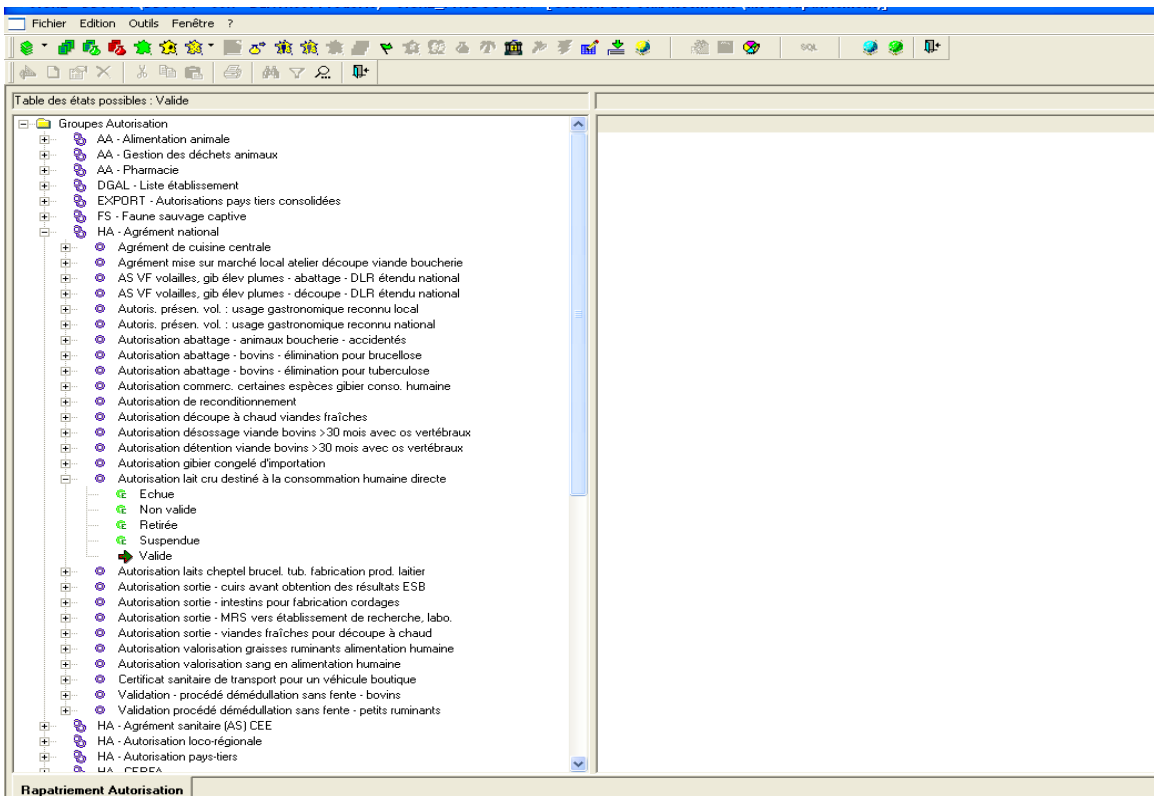 Fichier Edition Outils Fenêtre ?
SQL
Table des états possibles : Valide
Groupes Autorisation
AA - Alimentation animale
AA - Gestion des déchets animaux
AA - Pharmacie
DGAL - Liste établissement
EXPORT - Autorisations pays tiers consolidées
FS - Faune sauvage captive
HA - Agrément national
Agrément de cuisine centrale
Agrément mise sur marché local atelier découpe viande boucherie
AS VF volailles, gib élev plumes - abattage - DLR étendu national
AS VF volailles, gib élev plumes - découpe - DLR étendu national
Autoris. présen. vol. : usage gastronomique reconnu local
Autoris. présen. vol. : usage gastronomique reconnu national
Autorisation abattage - animaux boucherie - accidentés
Autorisation abattage - bovins - élimination pour brucellose
Autorisation abattage - bovins - élimination pour tuberculose
Autorisation commerc. certaines espèces gibier conso. humaine
Autorisation de reconditionnement
Autorisation découpe à chaud viandes fraîches
Autorisation désossage viande bovins >30 mois avec os vertébraux
Autorisation détention viande bovins >30 mois avec os vertébraux
Autorisation gibier congelé d'importation
Autorisation lait cru destiné à la consommation humaine directe
Echue
Non valide
Retirée
Suspendue
Valide
Autorisation laits cheptel brucel. tub. fabrication prod. laitier
Autorisation sortie - cuirs avant obtention des résultats ESB
Autorisation sortie - intestins pour fabrication cordages
Autorisation sortie - MRS vers établissement de recherche, labo.
Autorisation sortie - viandes fraîches pour découpe à chaud
Autorisation valorisation graisses ruminants alimentation humaine
Autorisation valorisation sang en alimentation humaine
Certificat sanitaire de transport pour un véhicule boutique
Validation - procédé démédullation sans fente - bovins
Validation procédé démédullation sans fente - petits ruminants
HA - Agrément sanitaire (AS) CEE
HA - Autorisation loco-régionale
HA - Autorisation pays-tiers
HA - CERFA
Rapatriement Autorisation